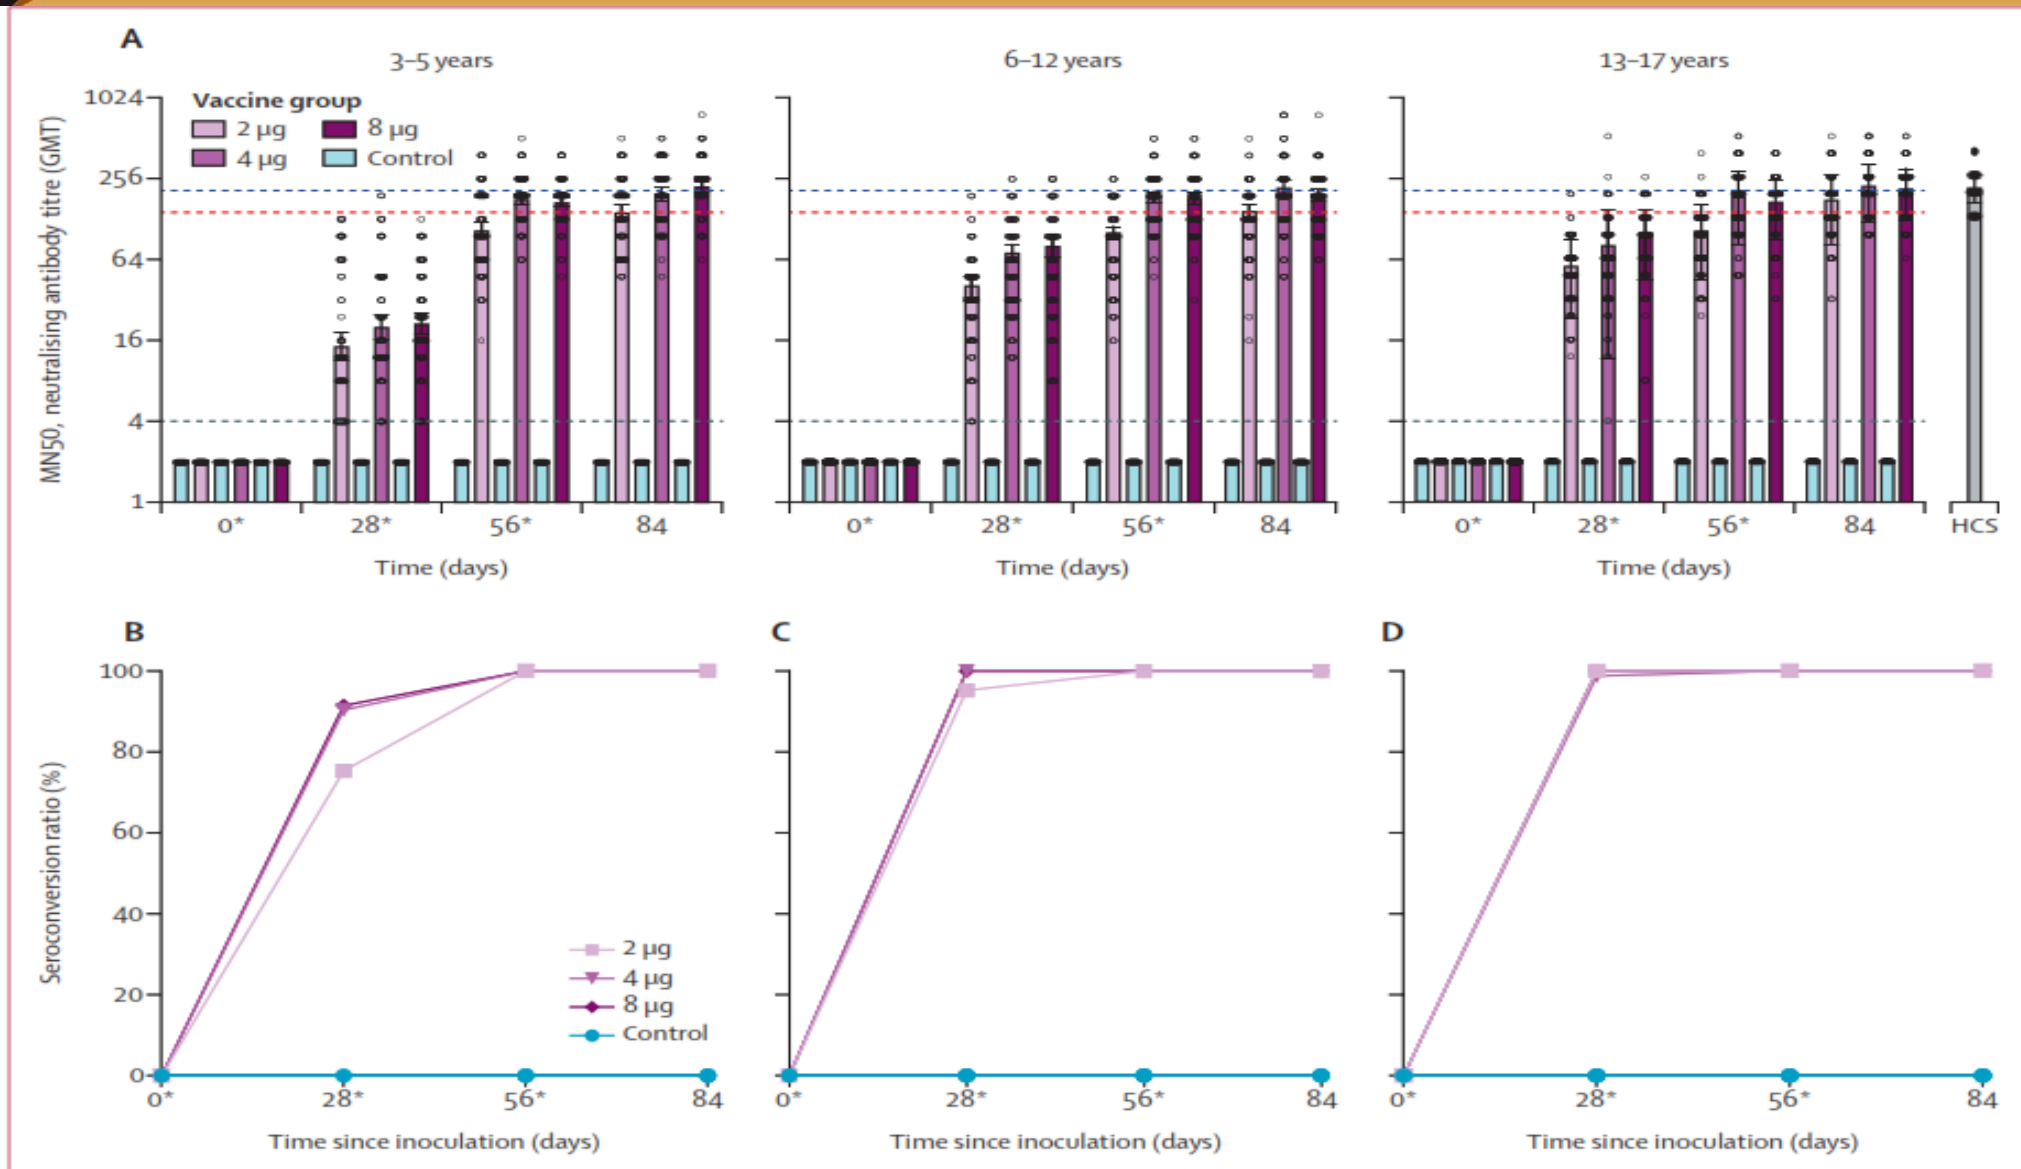 A
3–5 years
6–12 years
13–17 years
Vaccine group
2 µg
8 µg
4 µg
Control
MN50, neutralising antibody titre (GMT)
1024
256
64
16
4
1
0*
28*
56*
84
0*
28*
56*
84
0*
28*
56*
84
HCS
Time (days)
Time (days)
Time (days)
B
C
D
Seroconversion ratio (%)
100
80
60
40
20
0
2 µg
4 µg
8 µg
Control
0*
28*
56*
84
0*
28*
56*
84
0*
28*
56*
84
Time since inoculation (days)
Time since inoculation (days)
Time since inoculation (days)